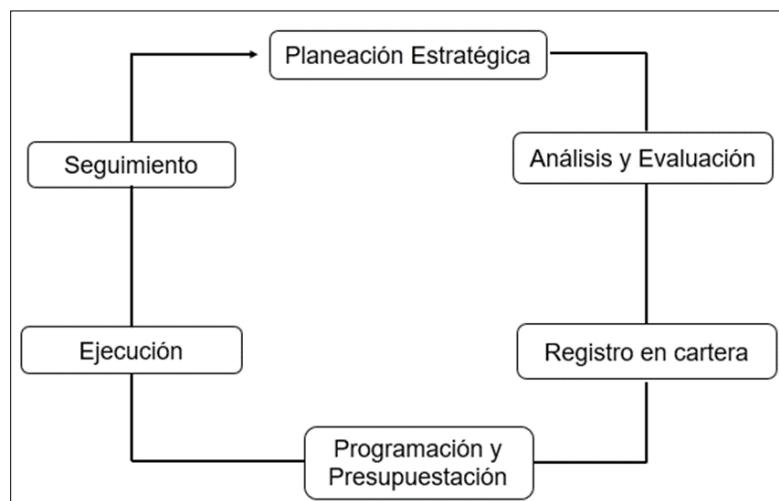 Planeación Estratégica
Análisis y Evaluación
Registro en cartera
Programación y
Presupuestación
Ejecución
Seguimiento